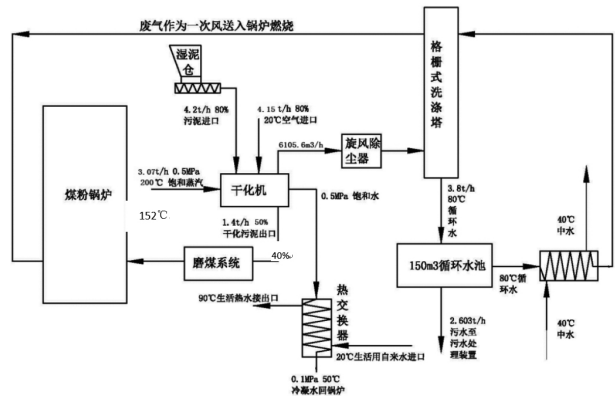 废气作为一次风送入锅炉燃烧
湿泥
仓
4.2t/h 80%
污泥进口
4.15 t/h 80%
20℃空气进口
6105.6m3/h
旋风除
尘器
格
栅
式
洗
涤
塔
煤粉锅炉
152℃
3.07t/h 0.5MPa
200℃ 饱和蒸汽
干化机
0.5MPa 饱和水
1.4t/h 50%
干化污泥出口
40%
磨煤系统
3.8t/h
80℃
循
环
水
150m3循环水池
80℃循
环水
40℃
中水
40℃
中水
2.603t/h
污水至
污水处
理装置
热
交
换
器
90℃生活热水接出口
20℃生活用自来水进口
0.1MPa 50℃
冷凝水回锅炉